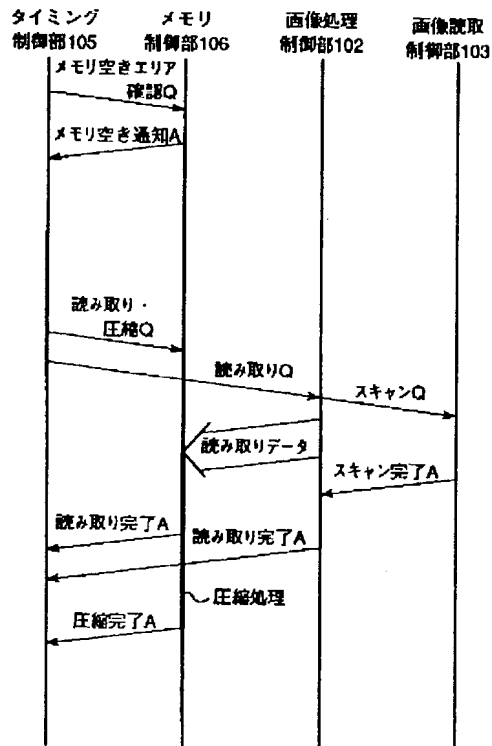 タイミング
制御部105
メモリ
制御部106
画像処理
制御部102
画像読取
制御部103
メモリ空きエリア
確認Q
メモリ空き通知A
読み取り・
圧縮Q
読み取りQ
スキャンQ
読み取りデータ
スキャン完了A
読み取り完了A
読み取り完了A
圧縮処理
圧縮完了A